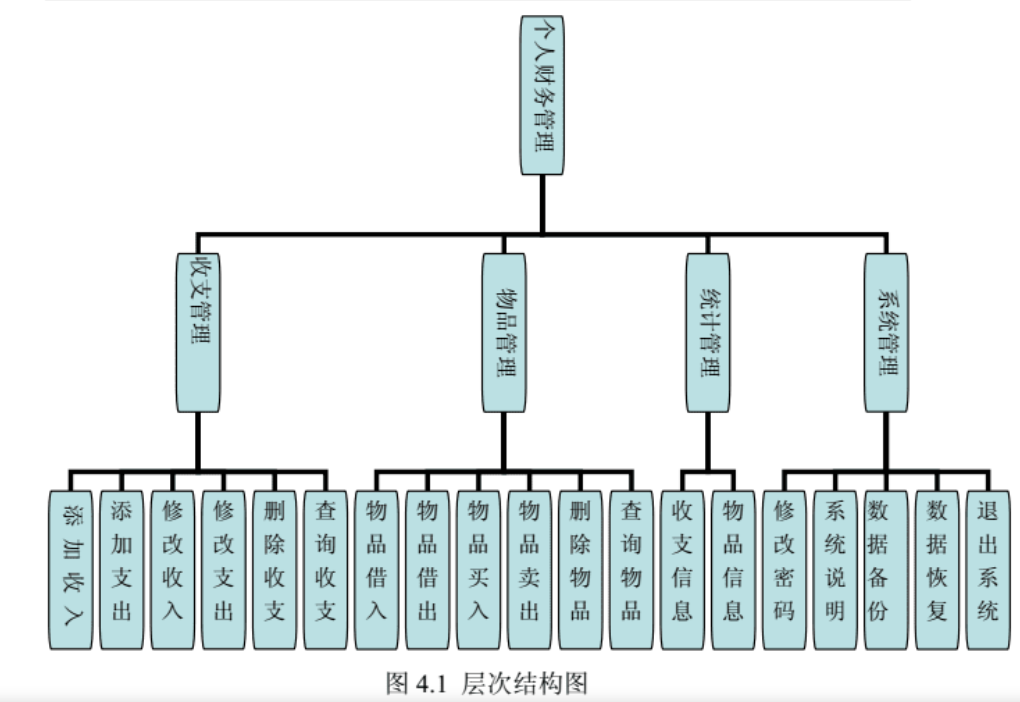 个人财务管理
收支管理
物品管理
统计管理
系统管理
添加收入
添加支出
修改收入
修改支出
删除收支
查询收支
物品借入
物品借出
物品买入
物品卖出
删除物品
查询物品
收支信息
物品信息
修改密码
系统说明
数据备份
数据恢复
退出系统
图 4.1 层次结构图